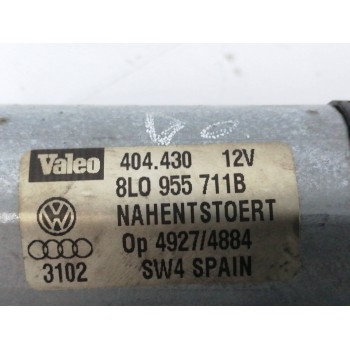 Valeo 404.430 12V
8L0 955 711B
NAHENTSTOERT
Op 4927/4884
3102 SW4 SPAIN